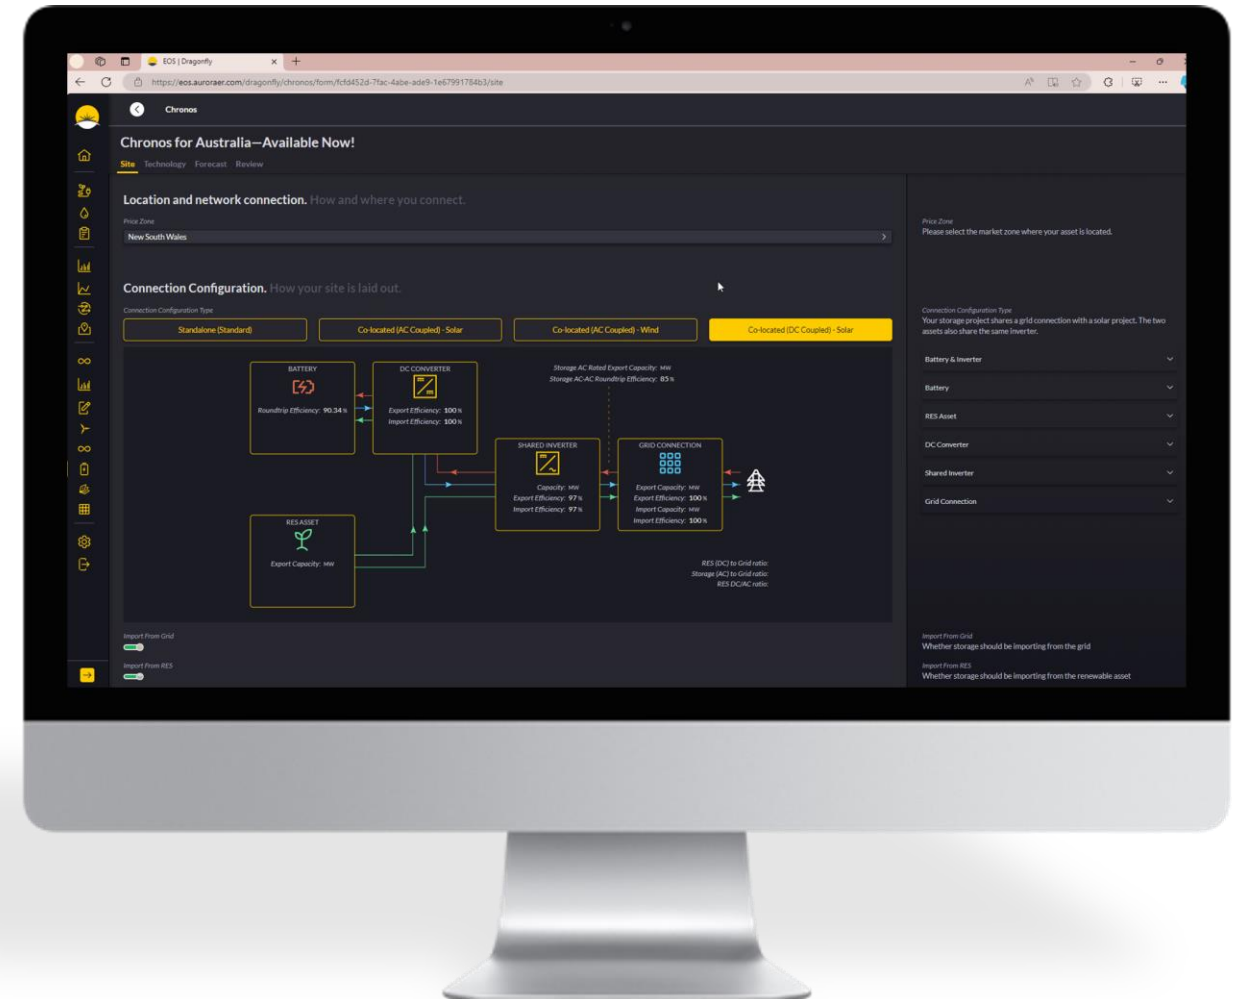 EOS | Dragonfly
https://eos.auroraer.com/dragonfly/chronos/form/fcfd452d-7fac-4abe-ade9-1e67991784b3/site
Chronos
Chronos for Australia—Available Now!
Site Technology Forecast Review
Location and network connection. How and where you connect.
Price Zone
New South Wales
Price Zone
Please select the market zone where your asset is located.
Connection Configuration. How your site is laid out.
Connection Configuration Type
Standalone (Standard)
Co-located (AC Coupled) - Solar
Co-located (AC Coupled) - Wind
Co-located (DC Coupled) - Solar
Connection Configuration Type
Your storage project shares a grid connection with a solar project. The two
assets also share the same inverter.
Battery & Inverter
Battery
RES Asset
DC Converter
Shared Inverter
Grid Connection
BATTERY
Roundtrip Efficiency: 90.34 %
DC CONVERTER
Export Efficiency: 100 %
Import Efficiency: 100 %
Storage AC Rated Export Capacity: MW
Storage AC-AC Roundtrip Efficiency: 85 %
SHARED INVERTER
Capacity: MW
Export Efficiency: 97 %
Import Efficiency: 97 %
GRID CONNECTION
Export Capacity: MW
Export Efficiency: 100 %
Import Capacity: MW
Import Efficiency: 100 %
RES ASSET
Export Capacity: MW
RES (DC) to Grid ratio:
Storage (AC) to Grid ratio:
RES DC/AC ratio:
Import From Grid
Import From RES
Import From Grid
Whether storage should be importing from the grid
Import From RES
Whether storage should be importing from the renewable asset